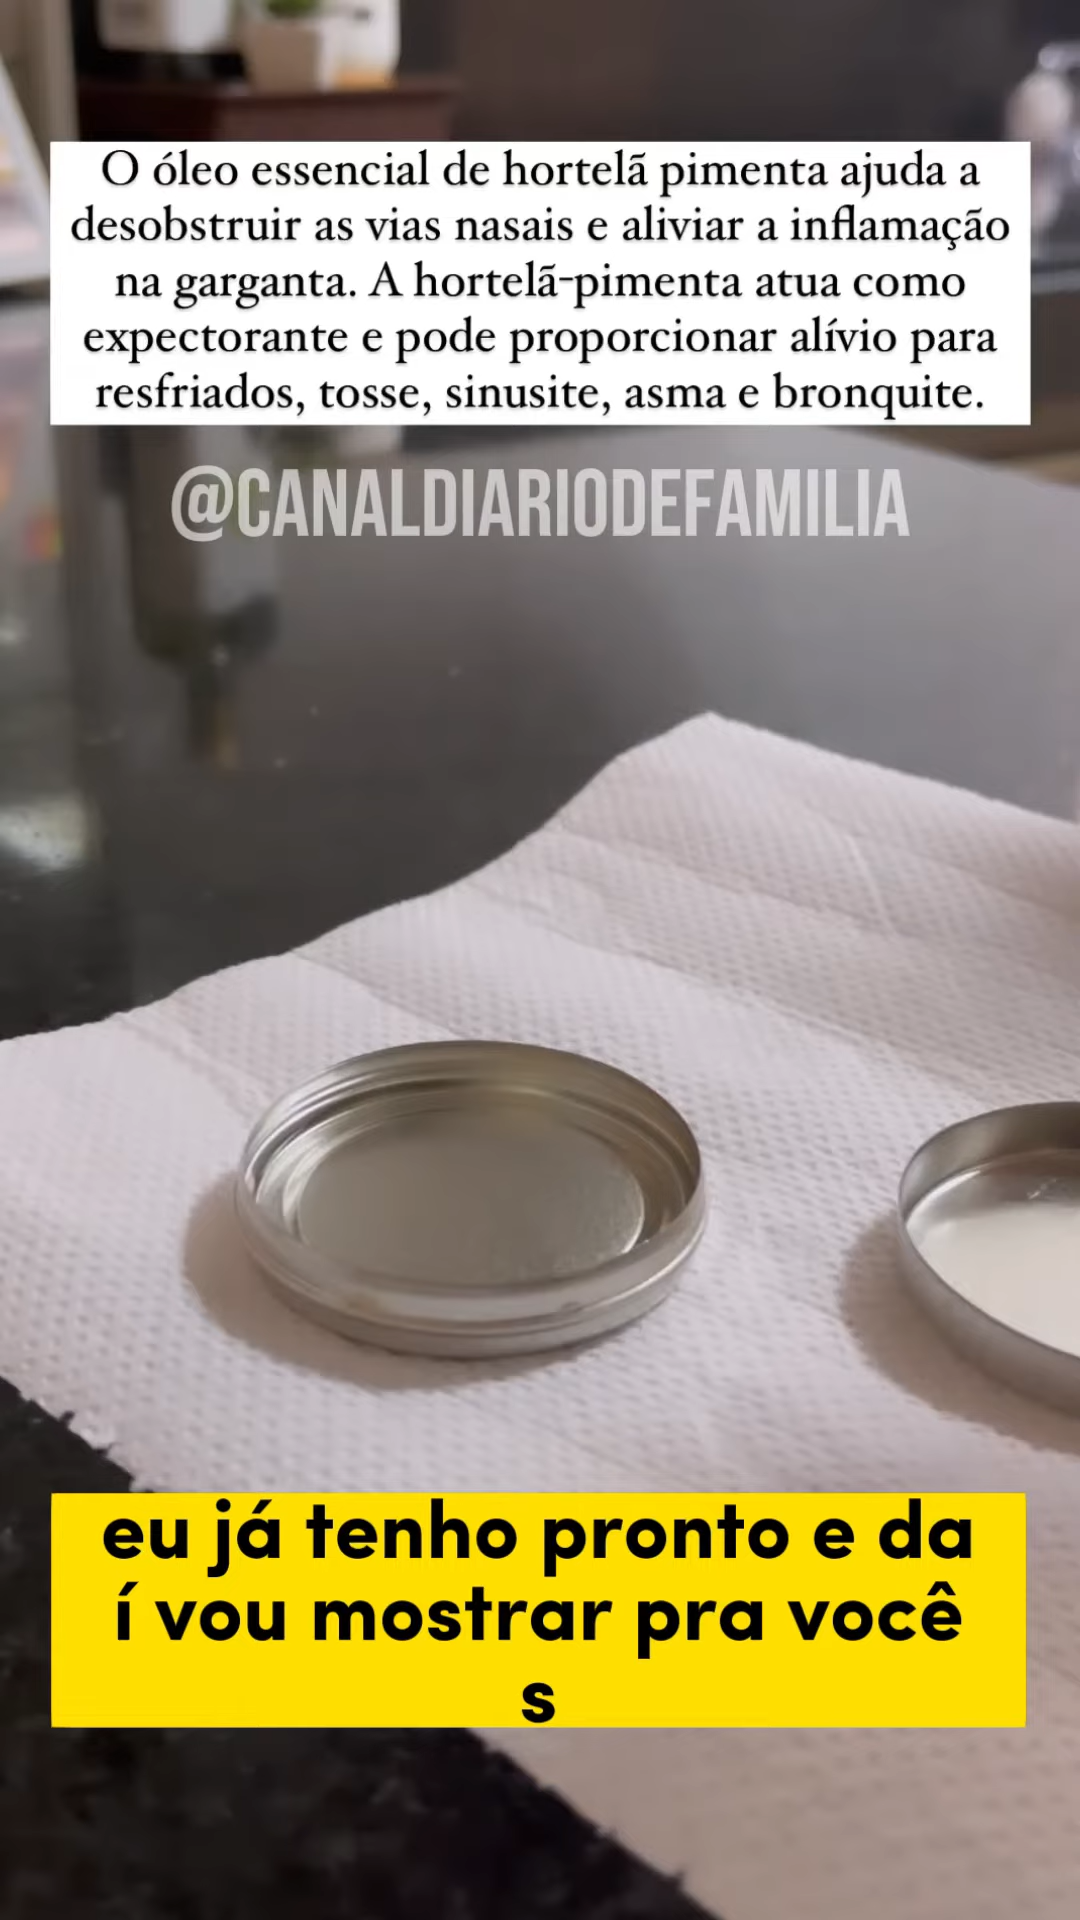 O óleo essencial de hortelã pimenta ajuda a
desobstruir as vias nasais e aliviar a inflamação
na garganta. A hortelã-pimenta atua como
expectorante e pode proporcionar alívio para
resfriados, tosse, sinusite, asma e bronquite.
@CANALDIARIODEFAMILIA
eu já tenho pronto e da
í vou mostrar pra você
s